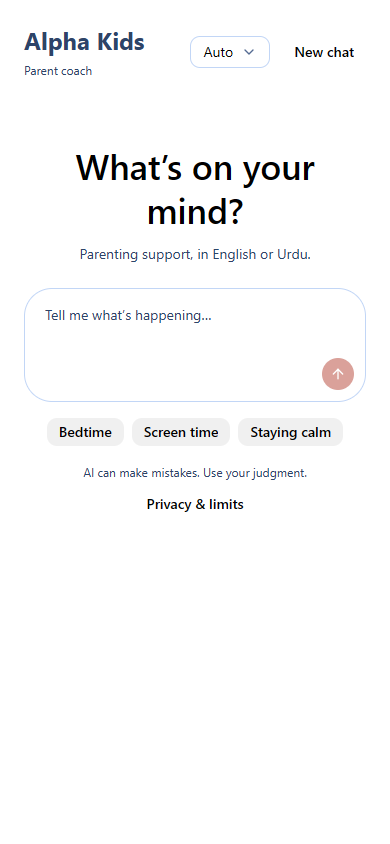 Alpha Kids
Parent coach
Auto
New chat
What’s on your
mind?
Parenting support, in English or Urdu.
Tell me what’s happening…
Bedtime
Screen time
Staying calm
AI can make mistakes. Use your judgment.
Privacy & limits